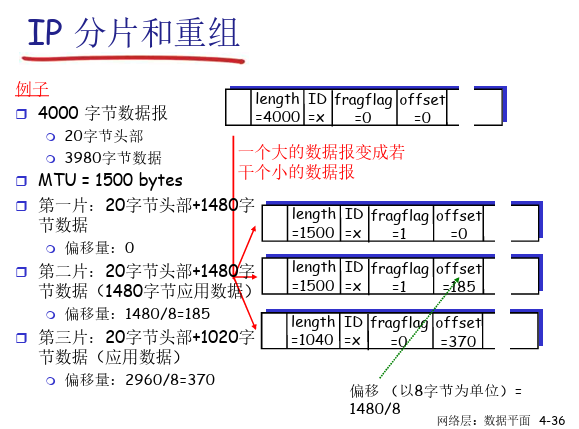 IP 分片和重组
例子
4000 字节数据报
20字节头部
3980字节数据
MTU = 1500 bytes
第一片：20字节头部+1480字
节数据
偏移量：0
第二片：20字节头部+1480字
节数据（1480字节应用数据）
偏移量：1480/8=185
第三片：20字节头部+1020字
节数据（应用数据）
偏移量：2960/8=370
length ID fragflag offset
=4000 =x =0 =0
一个大的数据报变成若
干个小的数据报
length ID fragflag offset
=1500 =x =1 =0
length ID fragflag offset
=1500 =x =1 =185
length ID fragflag offset
=1040 =x =0 =370
偏移 （以8字节为单位）=
1480/8
网络层：数据平面 4-36